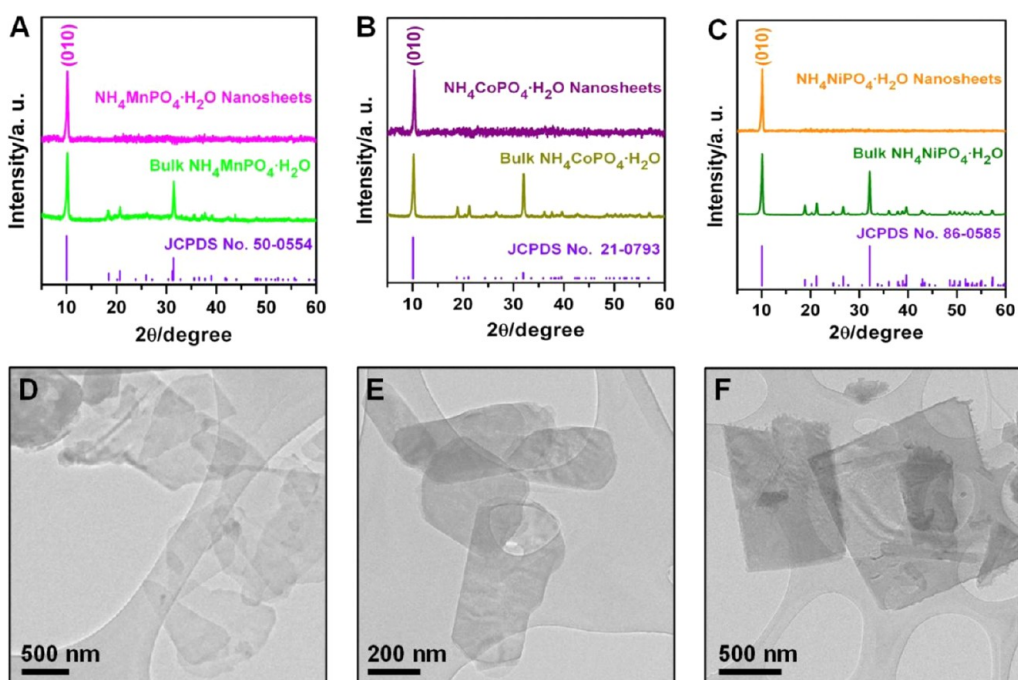 A
(010)
NH₄MnPO₄·H₂O Nanosheets
Bulk NH₄MnPO₄·H₂O
JCPDS No. 50-0554
Intensity/a. u.
10 20 30 40 50 60
2θ/degree
B
(010)
NH₄CoPO₄·H₂O Nanosheets
Bulk NH₄CoPO₄·H₂O
JCPDS No. 21-0793
Intensity/a. u.
10 20 30 40 50 60
2θ/degree
C
(010)
NH₄NiPO₄·H₂O Nanosheets
Bulk NH₄NiPO₄·H₂O
JCPDS No. 86-0585
Intensity/a. u.
10 20 30 40 50 60
2θ/degree
D
500 nm
E
200 nm
F
500 nm